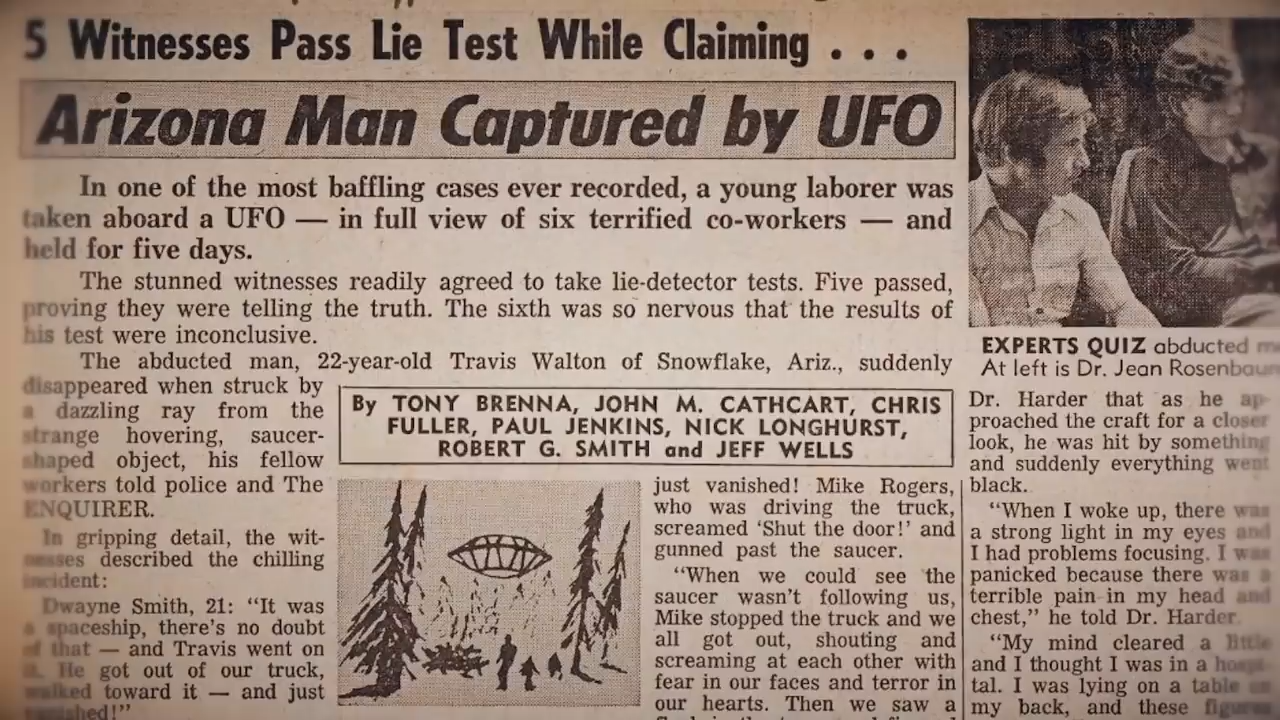 5 Witnesses Pass Lie Test While Claiming . . .
Arizona Man Captured by UFO
In one of the most baffling cases ever recorded, a young laborer was
taken aboard a UFO — in full view of six terrified co-workers — and
held for five days.
The stunned witnesses readily agreed to take lie-detector tests. Five passed,
proving they were telling the truth. The sixth was so nervous that the results of
his test were inconclusive.
The abducted man, 22-year-old Travis Walton of Snowflake, Ariz., suddenly
disappeared when struck by
a dazzling ray from the
strange hovering, saucer-
shaped object, his fellow
workers told police and The
ENQUIRER.
In gripping detail, the wit-
nesses described the chilling
incident:
Dwayne Smith, 21: “It was
a spaceship, there’s no doubt
of that — and Travis went on
it. He got out of our truck,
walked toward it — and just
vanished!”
By TONY BRENNA, JOHN M. CATHCART, CHRIS
FULLER, PAUL JENKINS, NICK LONGHURST,
ROBERT G. SMITH and JEFF WELLS
just vanished! Mike Rogers,
who was driving the truck,
screamed ‘Shut the door!’ and
gunned past the saucer.
“When we could see the
saucer wasn’t following us,
Mike stopped the truck and we
all got out, shouting and
screaming at each other with
fear in our faces and terror in
our hearts. Then we saw a
EXPERTS QUIZ abducted
At left is Dr. Jean Rosenbaum
Dr. Harder that as he ap-
proached the craft for a closer
look, he was hit by something
and suddenly everything went
black.
“When I woke up, there was
a strong light in my eyes and
I had problems focusing. I was
panicked because there was a
terrible pain in my head and
chest,” he told Dr. Harder.
“My mind cleared a little
and I thought I was in a hospi-
tal. I was lying on a table on
my back, and these figures